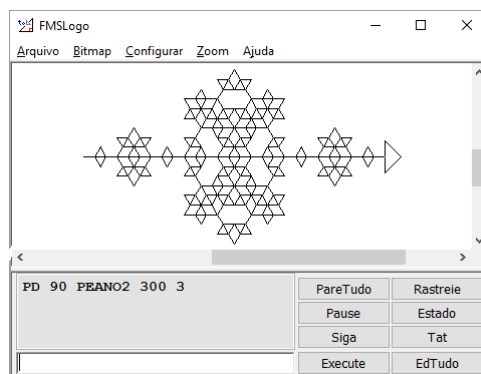 FMSLogo
Arquivo Bitmap Configurar Zoom Ajuda
PD 90 PEANO2 300 3
PareTudo Rastreie
Pause Estado
Siga Tat
Execute EdTudo